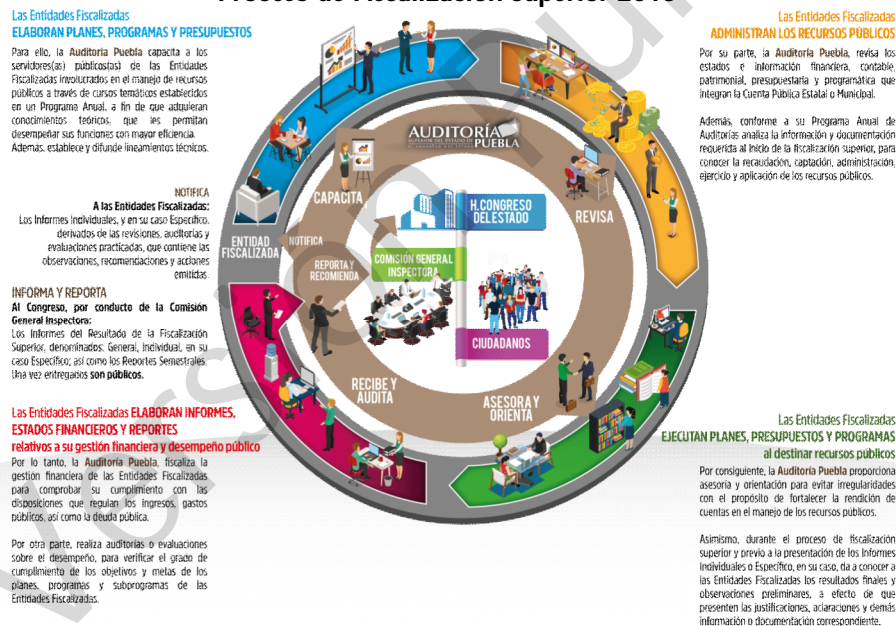 Proceso de Fiscalización Superior 2018
Las Entidades Fiscalizadas
ELABORAN PLANES, PROGRAMAS Y PRESUPUESTOS
Para ello, la Auditoría Puebla capacita a los
servidores(as) públicos(as) de las Entidades
Fiscalizadas involucrados en el manejo de recursos
públicos a través de cursos temáticos establecidos
en un Programa Anual, a fin de que adquieran
conocimientos teóricos, que les permitan
desempeñar sus funciones con mayor eficiencia.
Además, establece y difunde lineamientos técnicos.
NOTIFICA
A las Entidades Fiscalizadas:
Los Informes Individuales, y en su caso Específico,
derivados de las revisiones, auditorías y
evaluaciones practicadas, que contiene las
observaciones, recomendaciones y acciones
emitidas.
INFORMA Y REPORTA
Al Congreso, por conducto de la Comisión
General Inspectora:
Los Informes del Resultado de la Fiscalización
Superior, denominados: General, Individual, en su
caso Específico; así como los Reportes Semestrales.
Una vez entregados son públicos.
Las Entidades Fiscalizadas ELABORAN INFORMES,
ESTADOS FINANCIEROS Y REPORTES
relativos a su gestión financiera y desempeño público
Por lo tanto, la Auditoría Puebla, fiscaliza la
gestión financiera de las Entidades Fiscalizadas
para comprobar su cumplimiento con las
disposiciones que regulan los ingresos, gastos
públicos, así como la deuda pública.
Por otra parte, realiza auditorías o evaluaciones
sobre el desempeño, para verificar el grado de
cumplimiento de los objetivos y metas de los
planes, programas y subprogramas de las
Entidades Fiscalizadas.
AUDITORÍA
SUPERIOR DEL ESTADO DE
PUEBLA
CAPACITA
H. CONGRESO
DEL ESTADO
REVISA
ENTIDAD
FISCALIZADA
NOTIFICA
REPORTA Y
RECOMIENDA
COMISIÓN GENERAL
INSPECTORA
CIUDADANOS
RECIBE Y
AUDITA
ASESORA Y
ORIENTA
Las Entidades Fiscalizadas
ADMINISTRAN LOS RECURSOS PÚBLICOS
Por su parte, la Auditoría Puebla, revisa los
estados e información financiera, contable,
patrimonial, presupuestaria y programática que
integran la Cuenta Pública Estatal o Municipal.
Además, conforme a su Programa Anual de
Auditorías analiza la información y documentación
requerida al inicio de la fiscalización superior, para
conocer la recaudación, captación, administración,
ejercicio y aplicación de los recursos públicos.
Las Entidades Fiscalizadas
EJECUTAN PLANES, PRESUPUESTOS Y PROGRAMAS
al destinar recursos públicos
Por consiguiente, la Auditoría Puebla proporciona
asesoría y orientación para evitar irregularidades
con el propósito de fortalecer la rendición de
cuentas en el manejo de los recursos públicos.
Asimismo, durante el proceso de fiscalización
superior y previo a la presentación de los Informes
Individuales o Específico, en su caso, da a conocer a
las Entidades Fiscalizadas los resultados finales y
observaciones preliminares, a efecto de que
presenten las justificaciones, aclaraciones y demás
información o documentación correspondiente.